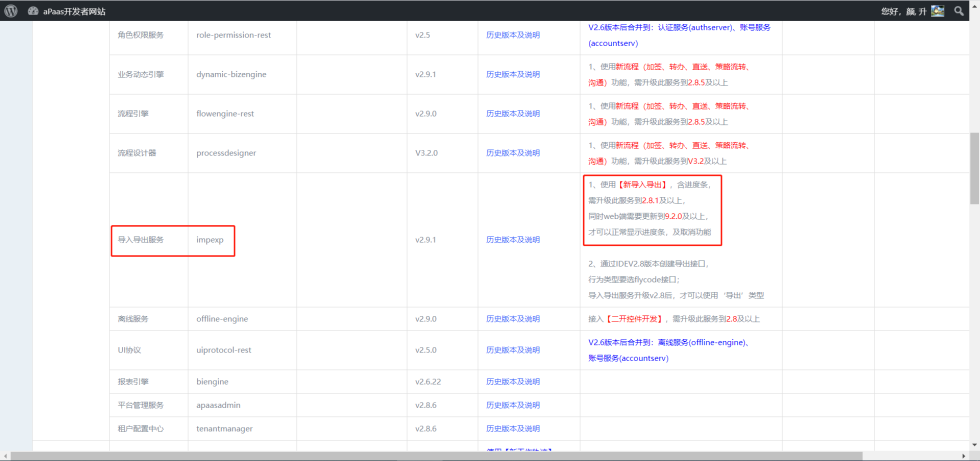 aPaas开发者网站
您好，颜, 升
角色权限服务 role-permission-rest v2.5 历史版本及说明 V2.6版本后合并到：认证服务(authserver)、账号服务
(accountserv)
业务动态引擎 dynamic-bizengine v2.9.1 历史版本及说明 1、使用新流程（加签、转办、直送、策略流转、
沟通）功能，需升级此服务到2.8.5及以上
流程引擎 flowengine-rest v2.9.0 历史版本及说明 1、使用新流程（加签、转办、直送、策略流转、
沟通）功能，需升级此服务到2.8.5及以上
流程设计器 processdesigner V3.2.0 历史版本及说明 1、使用新流程（加签、转办、直送、策略流转、
沟通）功能，需升级此服务到V3.2及以上
导入导出服务 impexp v2.9.1 历史版本及说明 1、使用【新导入导出】，含进度条，
需升级此服务到2.8.1及以上，
同时web端需要更新到9.2.0及以上，
才可以正常显示进度条，及取消功能
2、通过IDEV2.8版本创建导出接口，
行为类型要选flycode接口；
导入导出服务升级v2.8后，才可以使用‘导出’类型
离线服务 offline-engine v2.9.0 历史版本及说明 接入【二开控件开发】，需升级此服务到2.8及以上
UI协议 uiprotocol-rest v2.5.0 历史版本及说明 V2.6版本后合并到：离线服务(offline-engine)、
账号服务(accountserv)
报表引擎 biengine v2.6.22 历史版本及说明
平台管理服务 apaasadmin v2.8.6 历史版本及说明
租户配置中心 tenantmanager v2.8.6 历史版本及说明